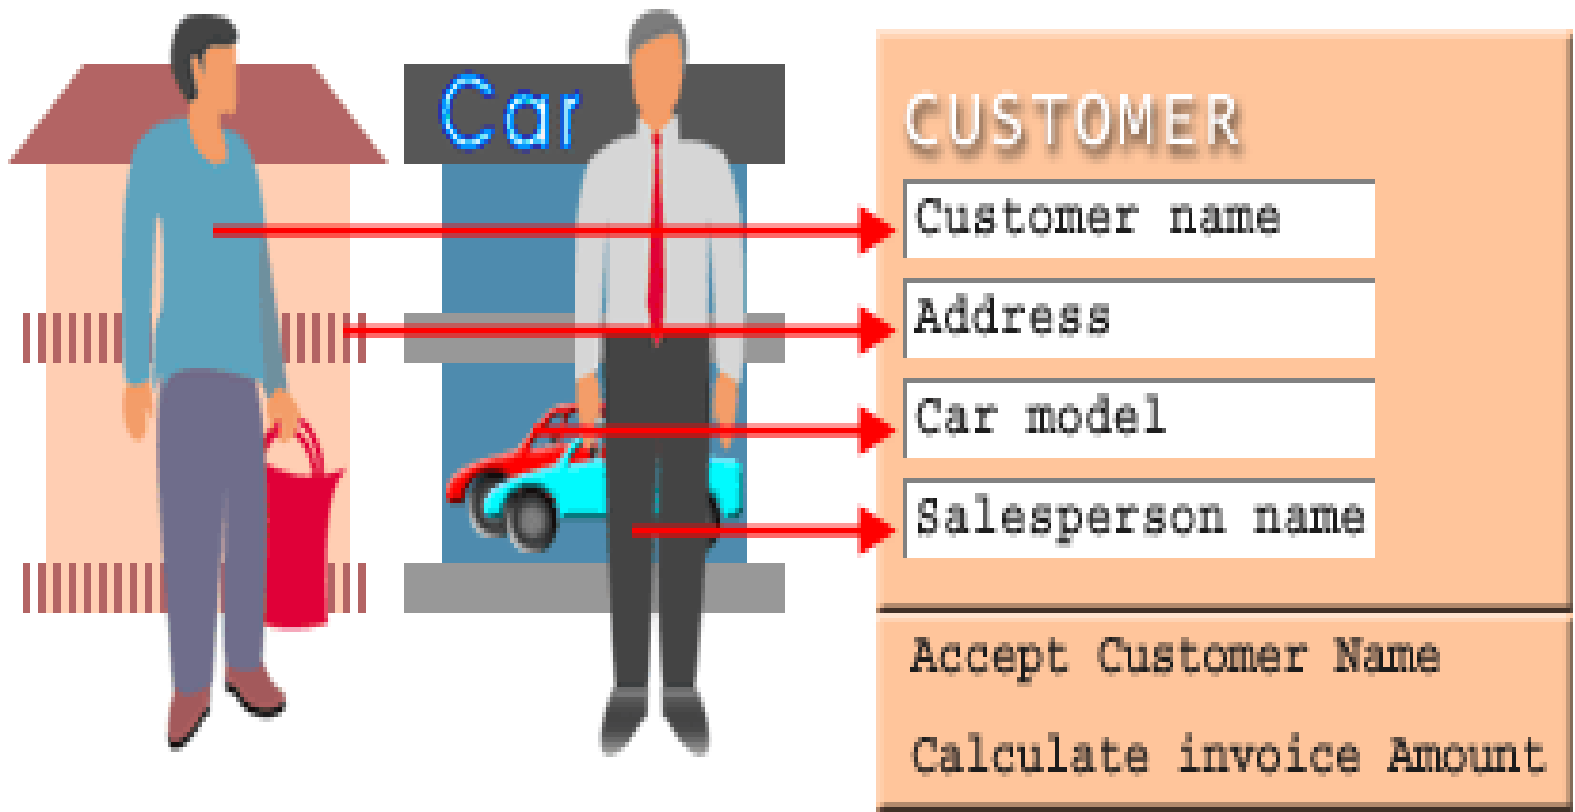 Car
CUSTOMER
Customer name
Address
Car model
Salesperson name
Accept Customer Name
Calculate invoice Amount